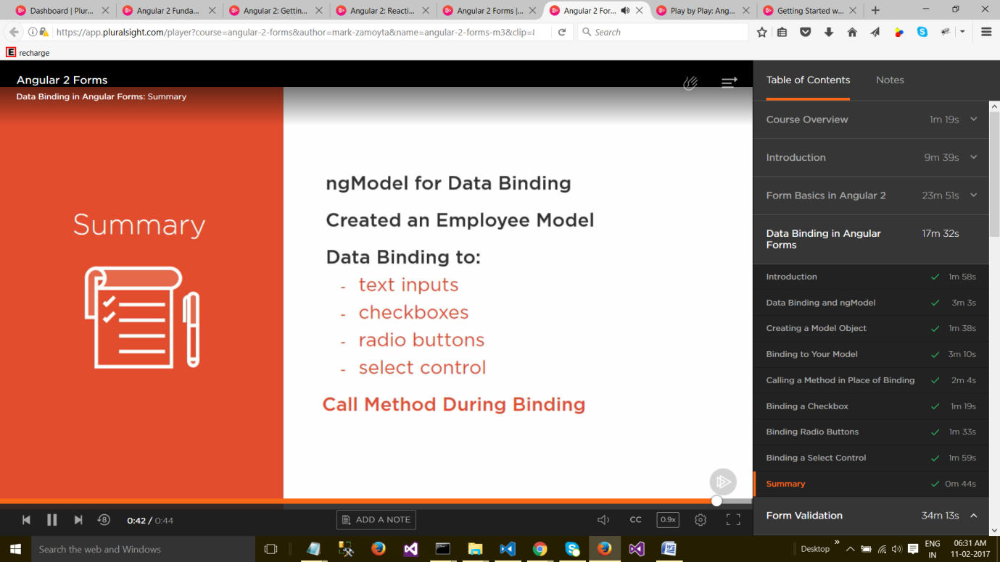 Dashboard | Plur...
Angular 2 Funda...
Angular 2: Gettin...
Angular 2: Reacti...
Angular 2 Forms |...
Angular 2 For...
Play by Play: Ang...
Getting Started w...
https://app.pluralsight.com/player?course=angular-2-forms&author=mark-zamoyta&name=angular-2-forms-m3&clip=8
Search
E recharge
Angular 2 Forms
Data Binding in Angular Forms: Summary
Summary
ngModel for Data Binding
Created an Employee Model
Data Binding to:
- text inputs
- checkboxes
- radio buttons
- select control
Call Method During Binding
8
0:42 / 0:44
ADD A NOTE
CC
0.9x
Table of Contents
Notes
Course Overview 1m 19s
Introduction 9m 39s
Form Basics in Angular 2 23m 51s
Data Binding in Angular 17m 32s
Forms
Introduction 1m 58s
Data Binding and ngModel 3m 3s
Creating a Model Object 1m 38s
Binding to Your Model 3m 10s
Calling a Method in Place of Binding 2m 4s
Binding a Checkbox 1m 19s
Binding Radio Buttons 1m 33s
Binding a Select Control 1m 59s
Summary 0m 44s
Form Validation 34m 13s
Search the web and Windows
Desktop
ENG
IN
06:31 AM
11-02-2017